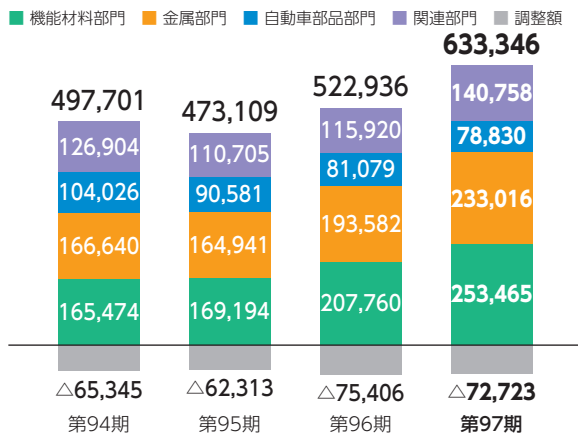 機能材料部門 金属部門 自動車部品部門 関連部門 調整額
497,701 473,109 522,936 633,346
126,904 110,705 115,920 140,758
104,026 90,581 81,079 78,830
166,640 164,941 193,582 233,016
165,474 169,194 207,760 253,465
△65,345 △62,313 △75,406 △72,723
第94期 第95期 第96期 第97期